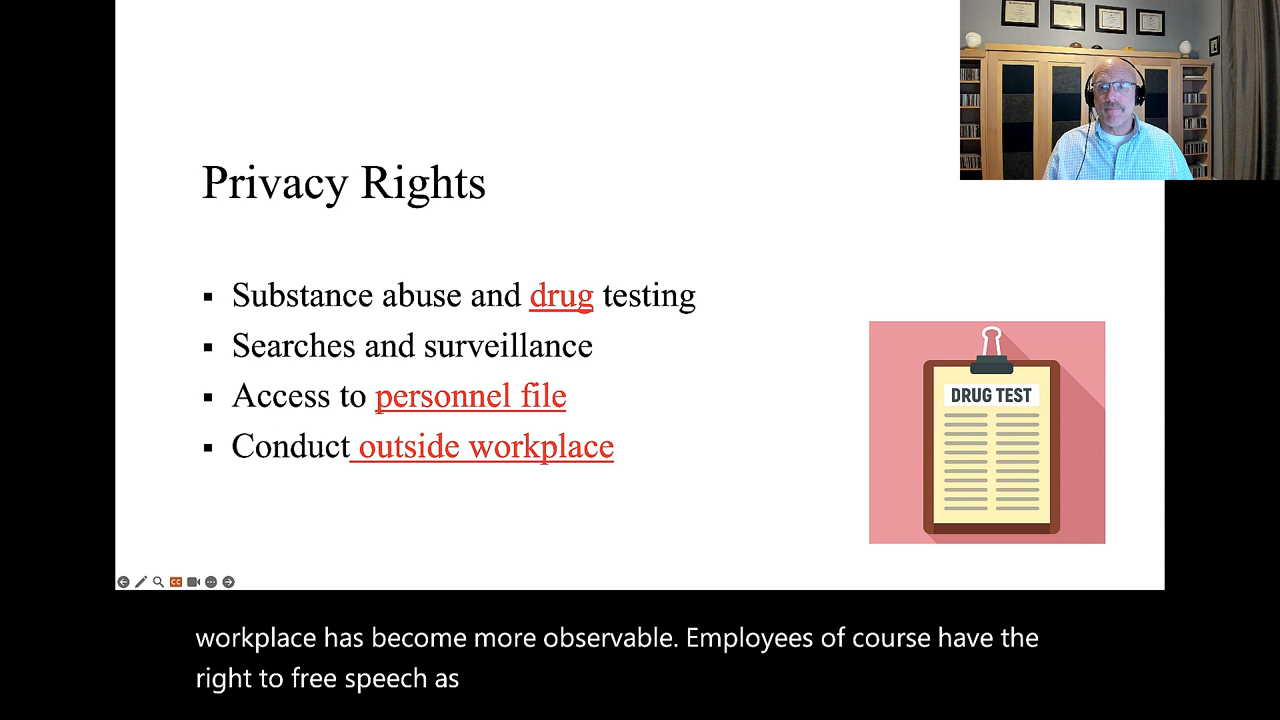 Privacy Rights
▪ Substance abuse and drug testing
▪ Searches and surveillance
▪ Access to personnel file
▪ Conduct outside workplace
DRUG TEST
CC
workplace has become more observable. Employees of course have the
right to free speech as